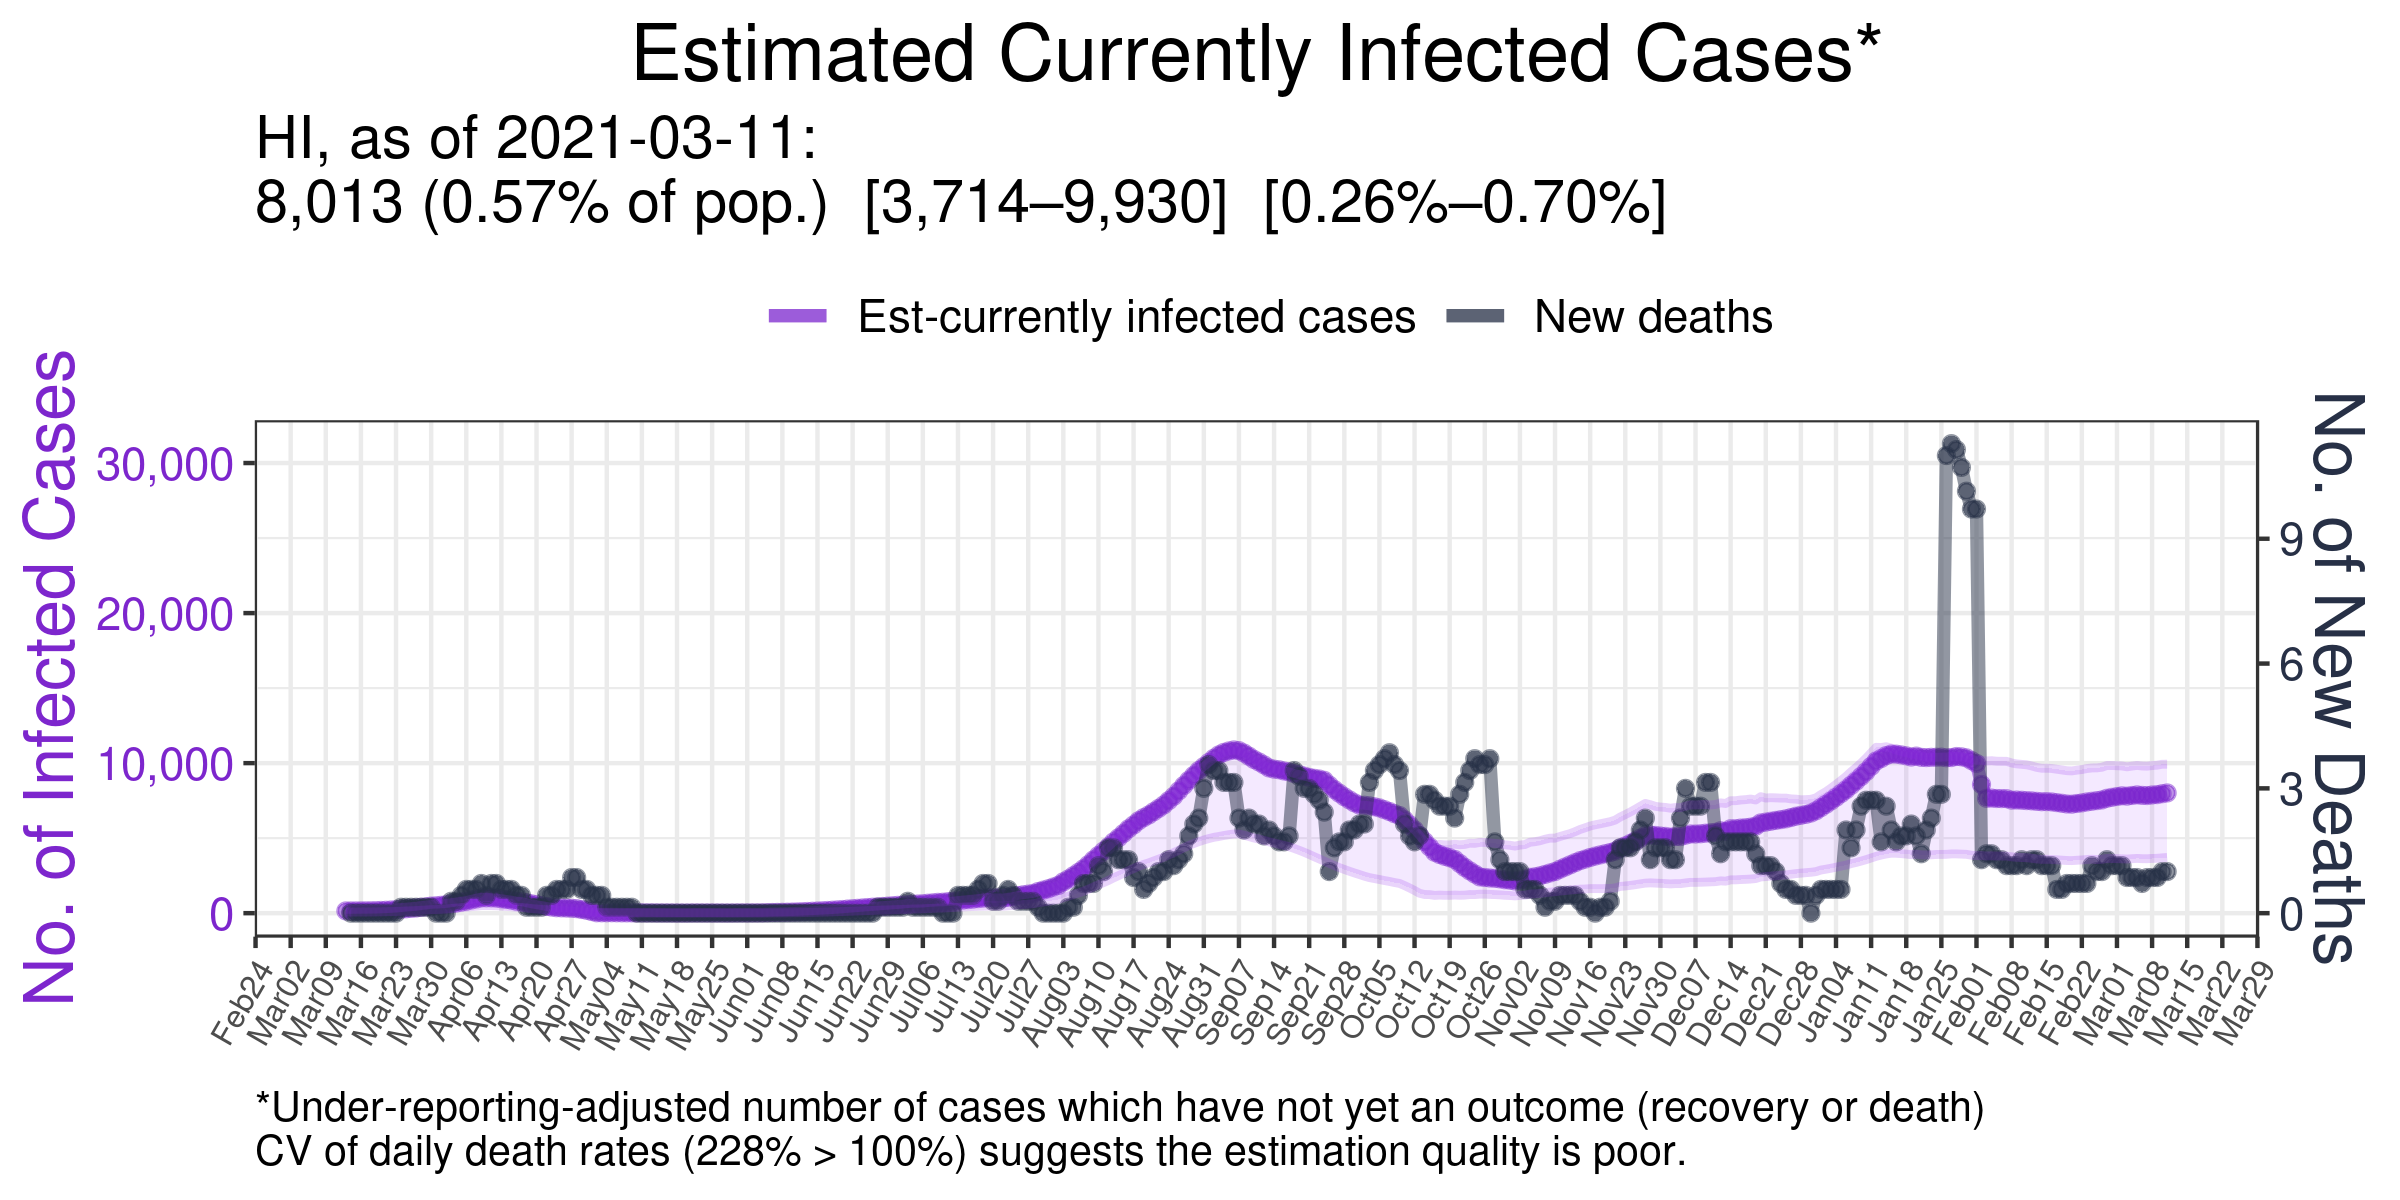 Estimated Currently Infected Cases*
HI, as of 2021-03-11:
8,013 (0.57% of pop.) [3,714–9,930] [0.26%–0.70%]
Est-currently infected cases New deaths
No. of Infected Cases
30,000
20,000
10,000
0
9
6
3
0
No. of New Deaths
Feb24 Mar02 Mar09 Mar16 Mar23 Mar30 Apr06 Apr13 Apr20 Apr27 May04 May11 May18 May25 Jun01 Jun08 Jun15 Jun22 Jun29 Jul06 Jul13 Jul20 Jul27 Aug03 Aug10 Aug17 Aug24 Aug31 Sep07 Sep14 Sep21 Sep28 Oct05 Oct12 Oct19 Oct26 Nov02 Nov09 Nov16 Nov23 Nov30 Dec07 Dec14 Dec21 Dec28 Jan04 Jan11 Jan18 Jan25 Feb01 Feb08 Feb15 Feb22 Mar01 Mar08 Mar15 Mar22 Mar29
*Under-reporting-adjusted number of cases which have not yet an outcome (recovery or death)
CV of daily death rates (228% > 100%) suggests the estimation quality is poor.